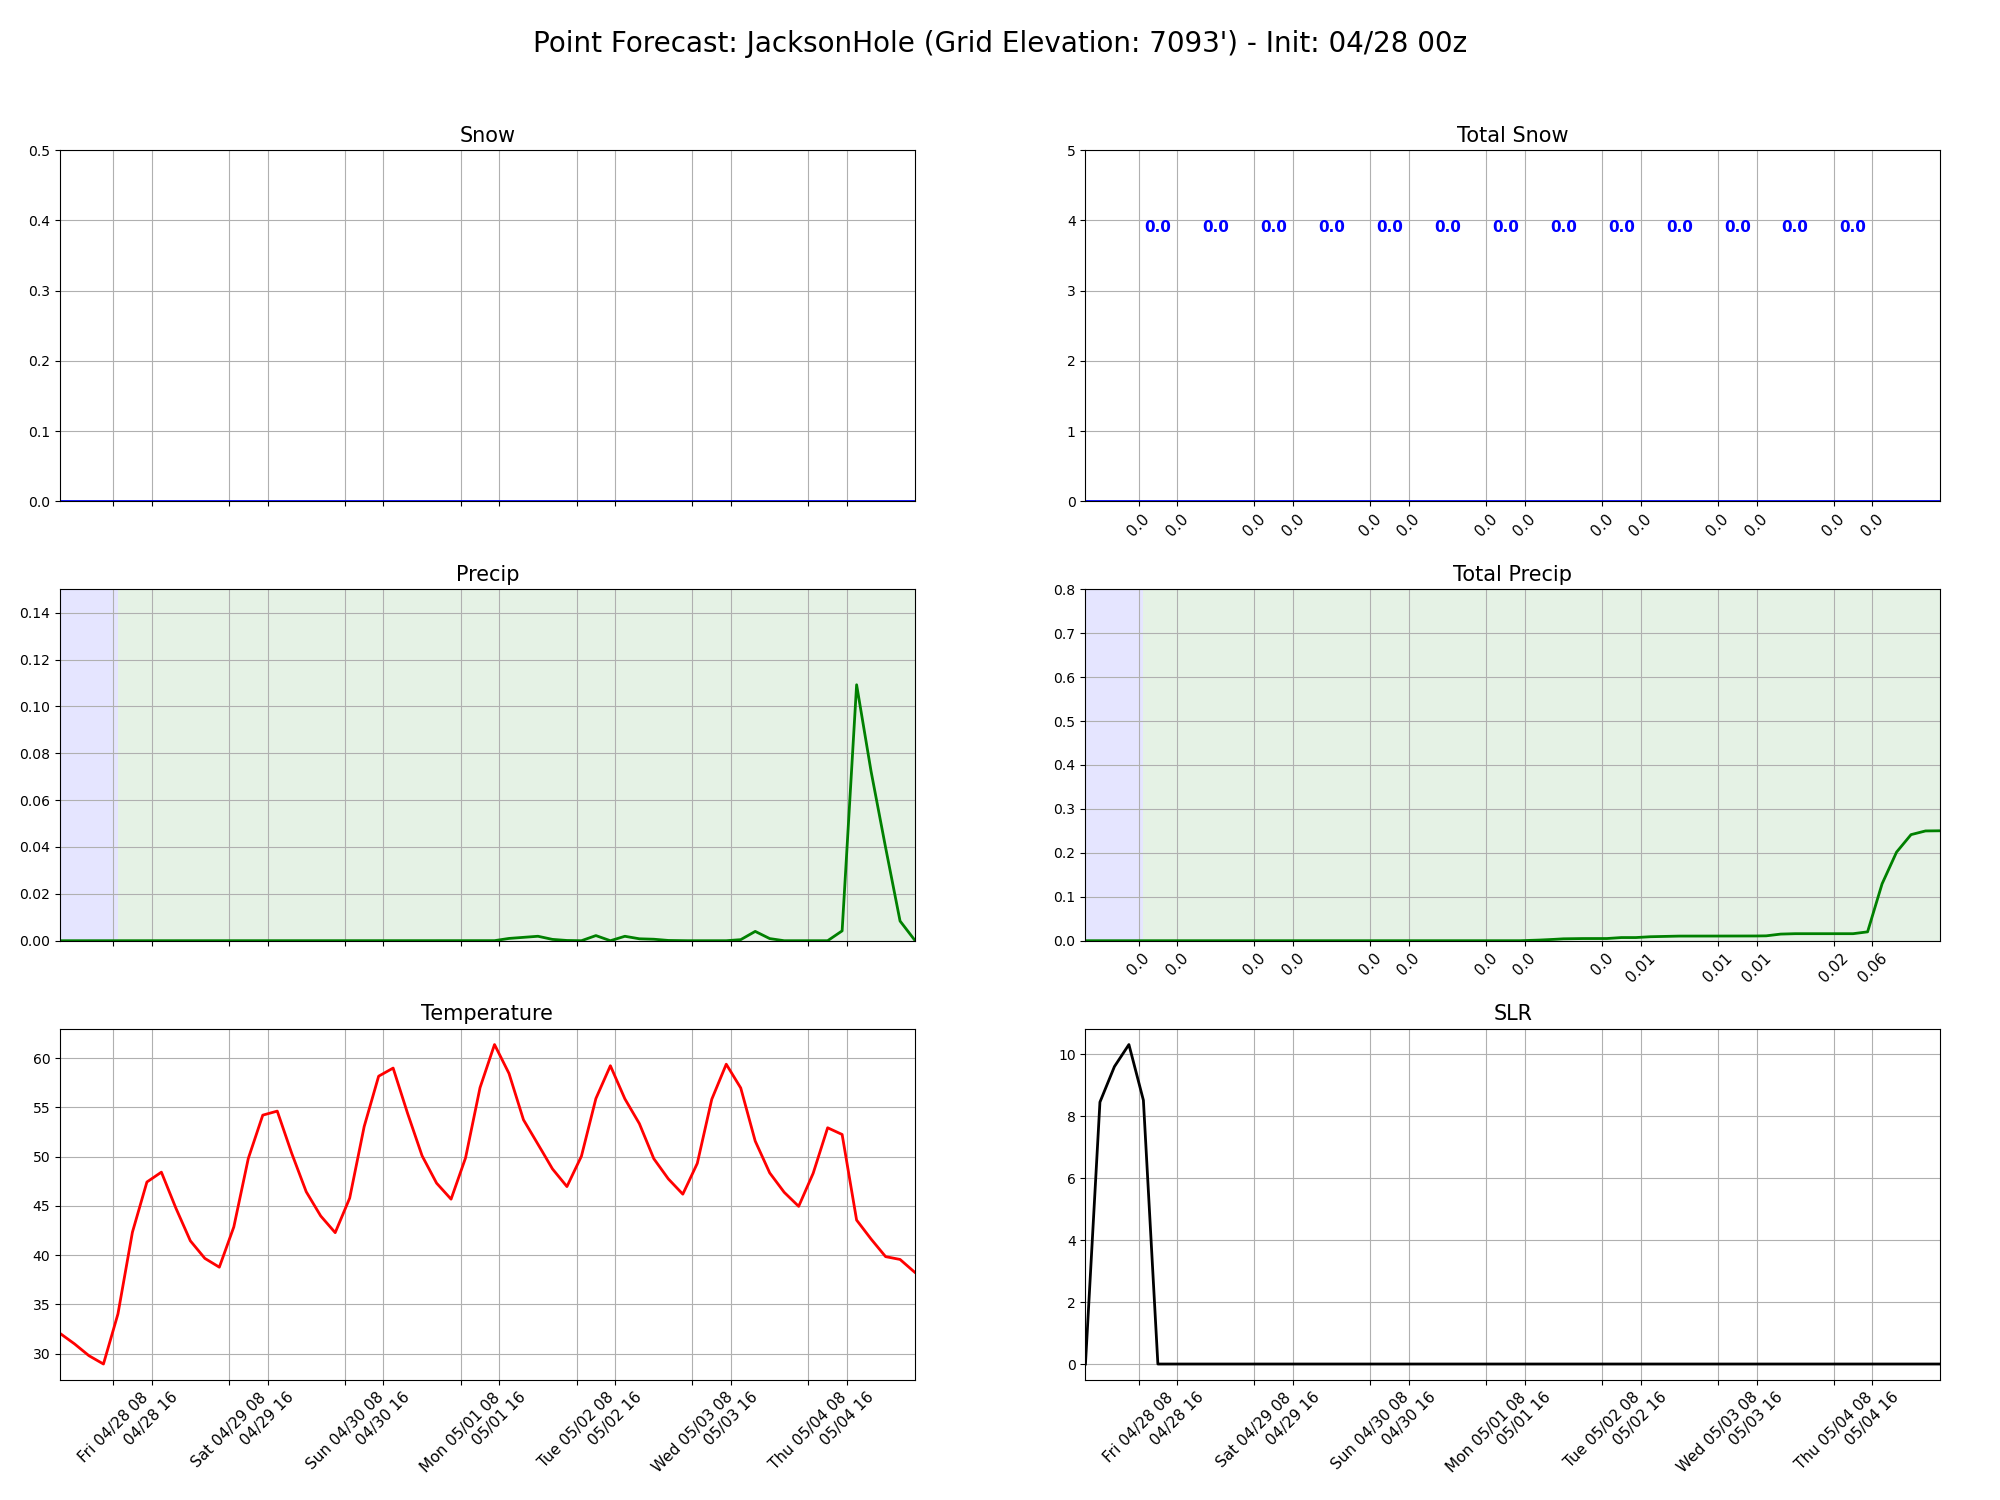 Point Forecast: JacksonHole (Grid Elevation: 7093') - Init: 04/28 00z
Snow
0.5
0.4
0.3
0.2
0.1
0.0
Total Snow
5
4
3
2
1
0
0.0 0.0 0.0 0.0 0.0 0.0 0.0 0.0 0.0 0.0 0.0 0.0 0.0
0.0 0.0 0.0 0.0 0.0 0.0 0.0 0.0 0.0 0.0 0.0 0.0 0.0 0.0
Precip
0.14
0.12
0.10
0.08
0.06
0.04
0.02
0.00
Total Precip
0.8
0.7
0.6
0.5
0.4
0.3
0.2
0.1
0.0
0.0 0.0 0.0 0.0 0.0 0.0 0.0 0.0 0.0 0.01 0.01 0.01 0.02 0.06
Temperature
60
55
50
45
40
35
30
Fri 04/28 08
04/28 16
Sat 04/29 08
04/29 16
Sun 04/30 08
04/30 16
Mon 05/01 08
05/01 16
Tue 05/02 08
05/02 16
Wed 05/03 08
05/03 16
Thu 05/04 08
05/04 16
SLR
10
8
6
4
2
0
Fri 04/28 08
04/28 16
Sat 04/29 08
04/29 16
Sun 04/30 08
04/30 16
Mon 05/01 08
05/01 16
Tue 05/02 08
05/02 16
Wed 05/03 08
05/03 16
Thu 05/04 08
05/04 16